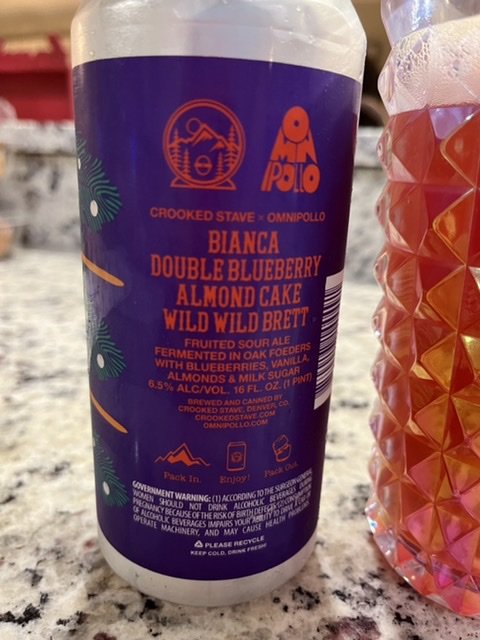 OMNIPOLLO
CROOKED STAVE × OMNIPOLLO
BIANCA
DOUBLE BLUEBERRY
ALMOND CAKE
WILD WILD BRETT
FRUITED SOUR ALE
FERMENTED IN OAK FOEDERS
WITH BLUEBERRIES, VANILLA,
ALMONDS & MILK SUGAR
6.5% ALC/VOL. 16 FL. OZ. (1 PINT)
BREWED AND CANNED BY
CROOKED STAVE, DENVER, CO.
CROOKEDSTAVE.COM
OMNIPOLLO.COM
Pack In. Enjoy! Pack Out.
GOVERNMENT WARNING: (1) ACCORDING TO THE SURGEON GENERAL,
WOMEN SHOULD NOT DRINK ALCOHOLIC BEVERAGES DURING
PREGNANCY BECAUSE OF THE RISK OF BIRTH DEFECTS. (2) CONSUMPTION
OF ALCOHOLIC BEVERAGES IMPAIRS YOUR ABILITY TO DRIVE A CAR OR
OPERATE MACHINERY, AND MAY CAUSE HEALTH PROBLEMS.
PLEASE RECYCLE
KEEP COLD, DRINK FRESH!